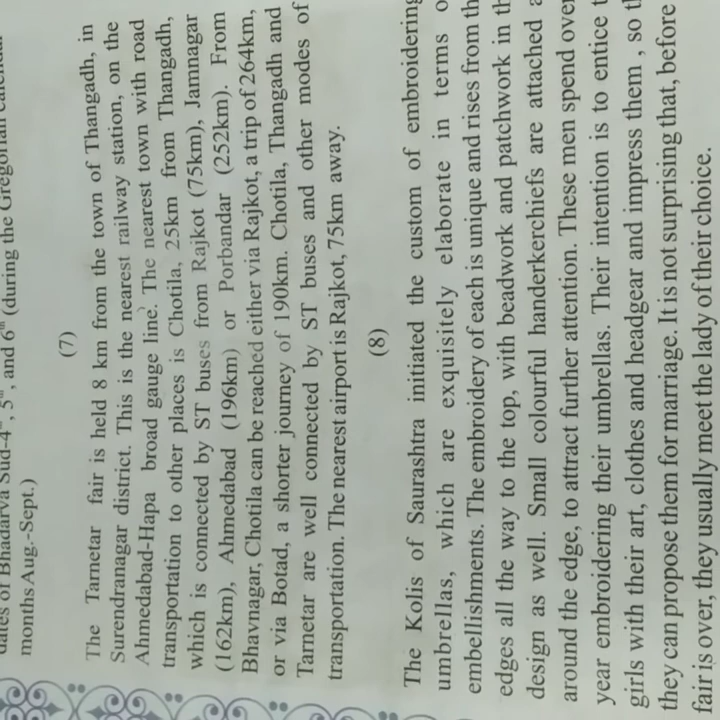 dates of Bhadarva Sud-4th, 5th, and 6th (during the Gregorian calendar
months Aug.-Sept.)
(7)
The Tarnetar fair is held 8 km from the town of Thangadh, in
Surendranagar district. This is the nearest railway station, on the
Ahmedabad-Hapa broad gauge line. The nearest town with road
transportation to other places is Chotila, 25km from Thangadh,
which is connected by ST buses from Rajkot (75km), Jamnagar
(162km), Ahmedabad (196km) or Porbandar (252km). From
Bhavnagar, Chotila can be reached either via Rajkot, a trip of 264km,
or via Botad, a shorter journey of 190km. Chotila, Thangadh and
Tarnetar are well connected by ST buses and other modes of
transportation. The nearest airport is Rajkot, 75km away.
(8)
The Kolis of Saurashtra initiated the custom of embroidering
umbrellas, which are exquisitely elaborate in terms
embellishments. The embroidery of each is unique and rises from
edges all the way to the top, with beadwork and patchwork in
design as well. Small colourful handerkerchiefs are attached
around the edge, to attract further attention. These men spend over
year embroidering their umbrellas. Their intention is to entice
girls with their art, clothes and headgear and impress them , so
they can propose them for marriage. It is not surprising that, before
fair is over, they usually meet the lady of their choice.